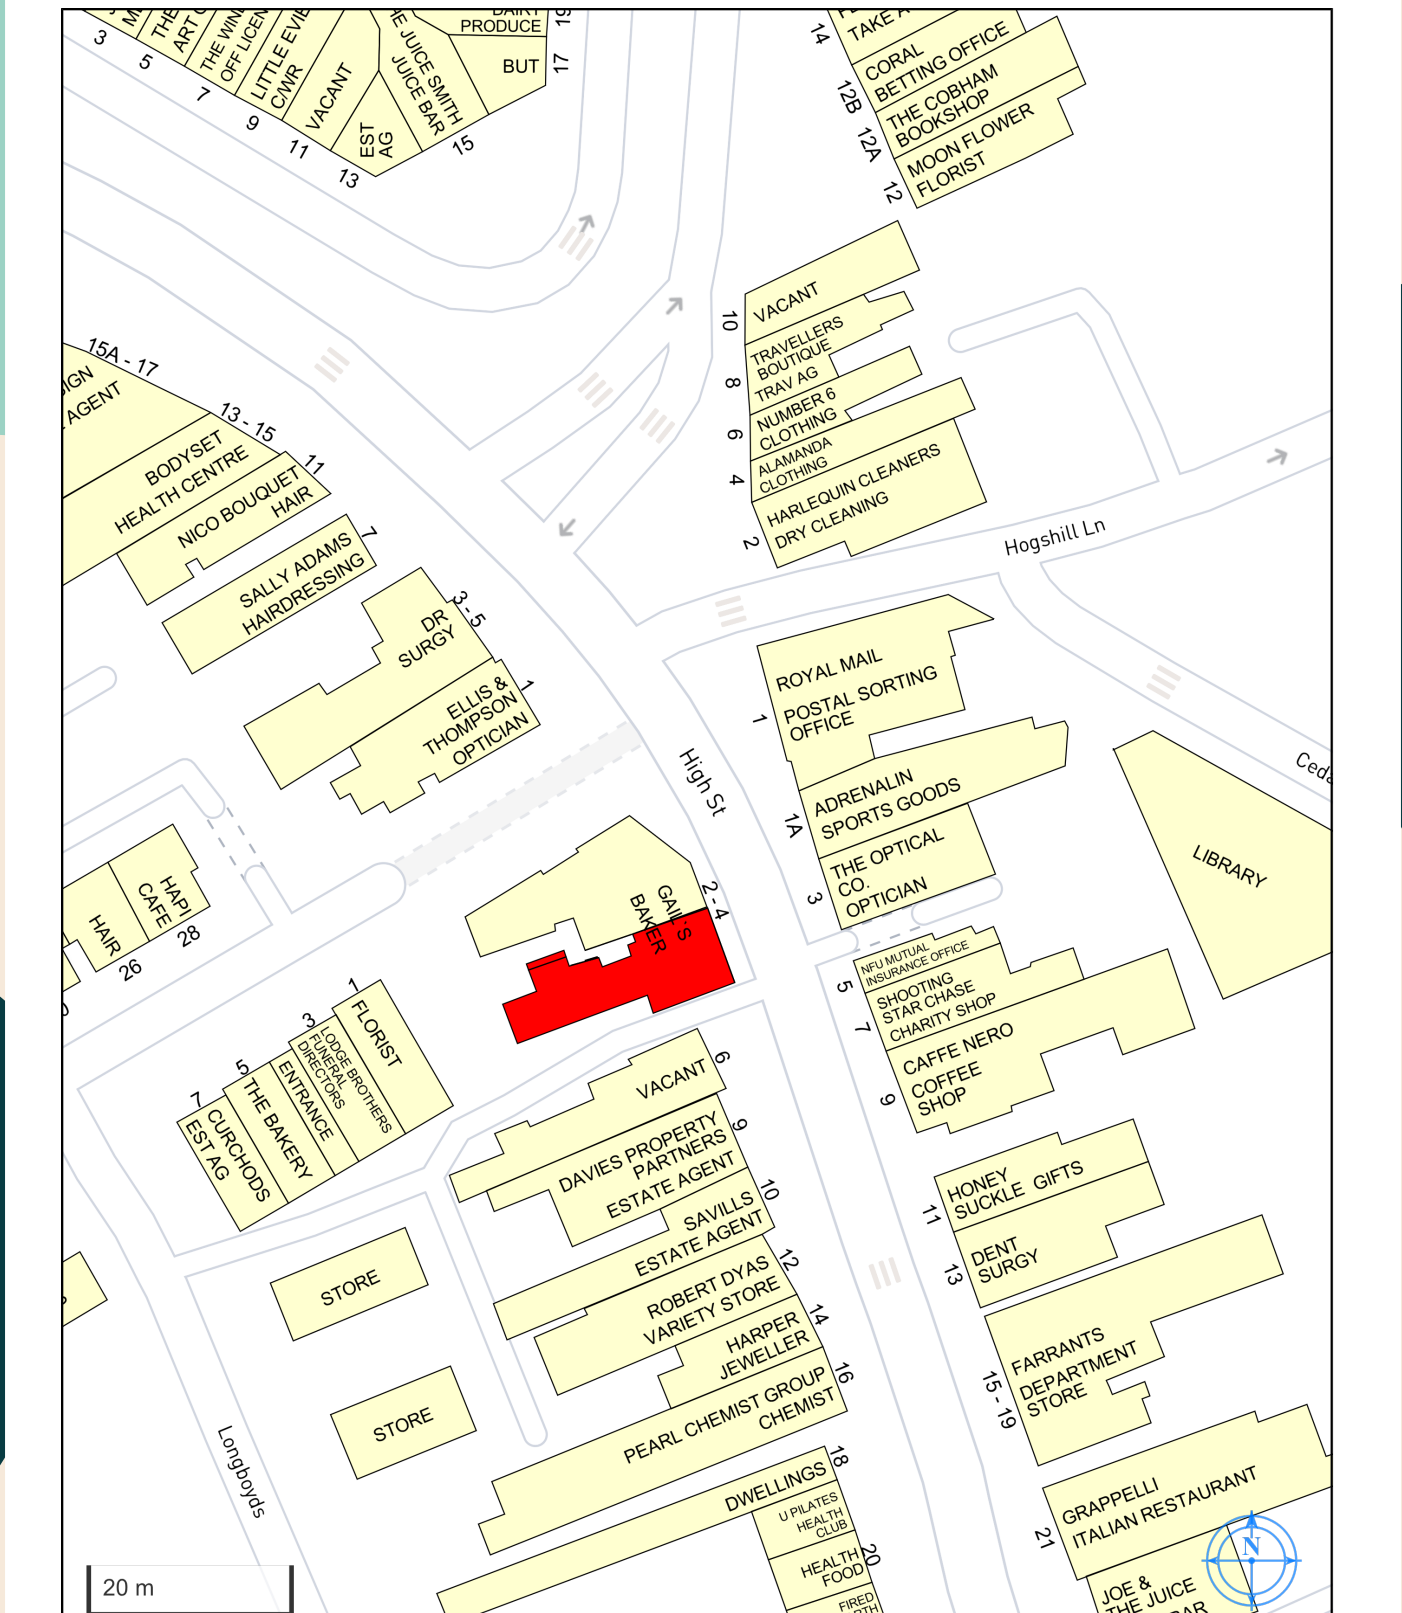 DAIRY
PRODUCE
19
17
BUT
THE JUICE SMITH
JUICE BAR
15
EST
AG
13
VACANT
11
LITTLE EVIE
C/WR
9
THE WINE
OFF LICEN
7
THE
ART G
5
3
14
TAKE A
CORAL
BETTING OFFICE
12B
THE COBHAM
BOOKSHOP
12A
MOON FLOWER
FLORIST
12
VACANT
10
TRAVELLERS
BOUTIQUE
TRAV AG
8
NUMBER 6
CLOTHING
6
ALAMANDA
CLOTHING
4
HARLEQUIN CLEANERS
DRY CLEANING
2
Hogshill Ln
15A - 17
IGN
AGENT
13 - 15
BODYSET
HEALTH CENTRE
11
NICO BOUQUET
HAIR
7
SALLY ADAMS
HAIRDRESSING
3 - 5
DR
SURGY
1
ELLIS &
THOMPSON
OPTICIAN
ROYAL MAIL
POSTAL SORTING
OFFICE
1
High St
ADRENALIN
SPORTS GOODS
1A
THE OPTICAL
CO.
OPTICIAN
3
LIBRARY
Ceda
2 - 4
GAIL'S
BAKER
HAPI
CAFE
28
HAIR
26
NFU MUTUAL
INSURANCE OFFICE
5
SHOOTING
STAR CHASE
CHARITY SHOP
7
CAFFE NERO
COFFEE
SHOP
9
1
FLORIST
3
LODGE BROTHERS
FUNERAL
DIRECTORS
ENTRANCE
5
THE BAKERY
7
CURCHODS
EST AG
6
VACANT
9
DAVIES PROPERTY
PARTNERS
ESTATE AGENT
10
SAVILLS
ESTATE AGENT
12
ROBERT DYAS
VARIETY STORE
14
HARPER
JEWELLER
16
PEARL CHEMIST GROUP
CHEMIST
18
DWELLINGS
U PILATES
HEALTH
CLUB
20
HEALTH
FOOD
FIRED
HONEY
SUCKLE GIFTS
11
DENT
SURGY
13
FARRANTS
DEPARTMENT
STORE
15 - 19
GRAPPELLI
ITALIAN RESTAURANT
21
JOE &
THE JUICE
BAR
N
STORE
STORE
Longboyds
20 m